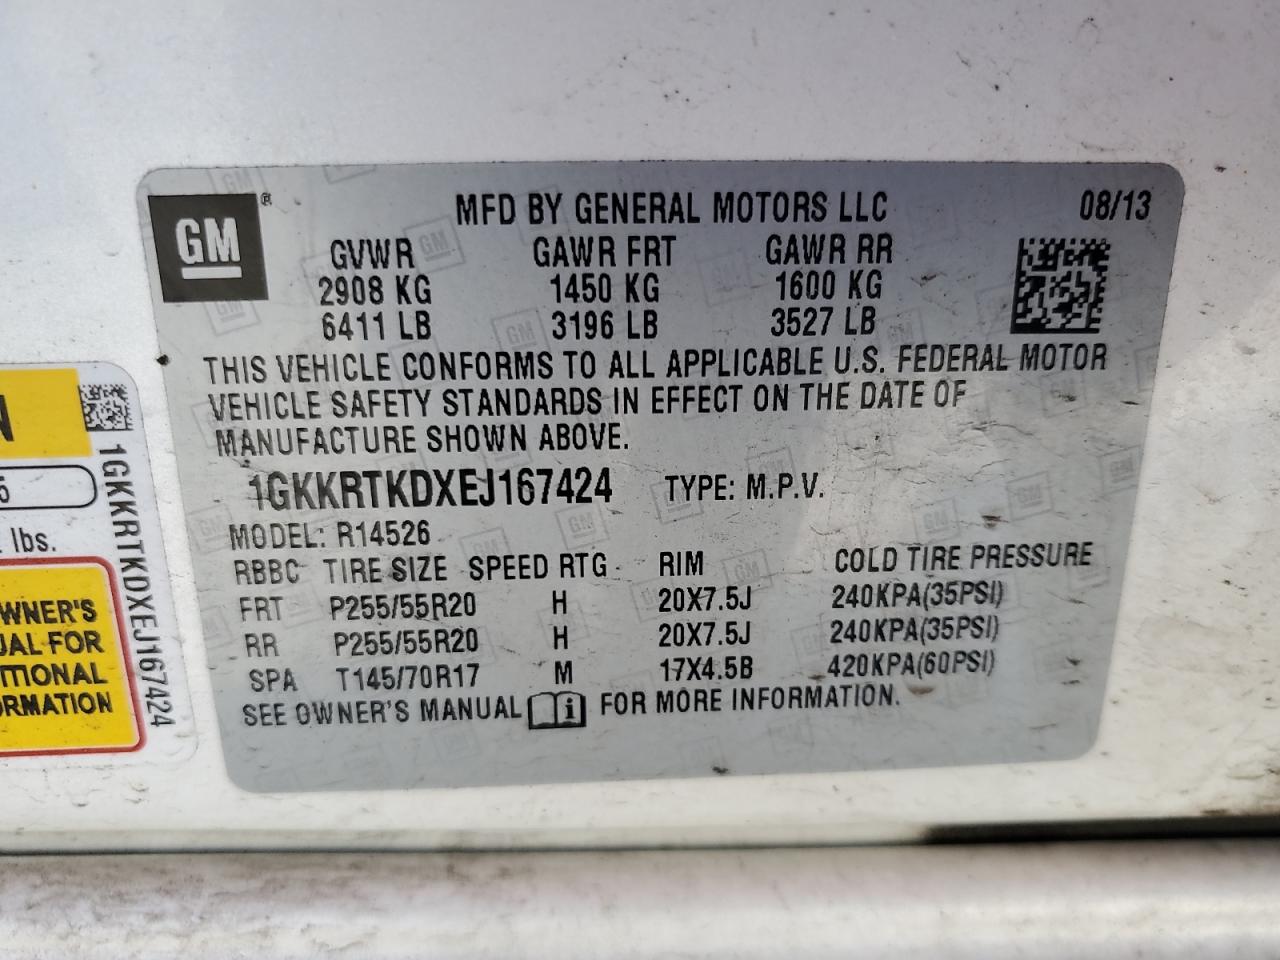 GM®
MFD BY GENERAL MOTORS LLC 08/13
GVWR GAWR FRT GAWR RR
2908 KG 1450 KG 1600 KG
6411 LB 3196 LB 3527 LB
THIS VEHICLE CONFORMS TO ALL APPLICABLE U.S. FEDERAL MOTOR
VEHICLE SAFETY STANDARDS IN EFFECT ON THE DATE OF
MANUFACTURE SHOWN ABOVE.
1GKKRTKDXEJ167424 TYPE: M.P.V.
MODEL: R14526
RBBC TIRE SIZE SPEED RTG RIM COLD TIRE PRESSURE
FRT P255/55R20 H 20X7.5J 240KPA(35PSI)
RR P255/55R20 H 20X7.5J 240KPA(35PSI)
SPA T145/70R17 M 17X4.5B 420KPA(60PSI)
SEE OWNER'S MANUAL i FOR MORE INFORMATION.
N
5
lbs.
WNER'S
UAL FOR
ITIONAL
ORMATION
1GKKRTKDXEJ167424